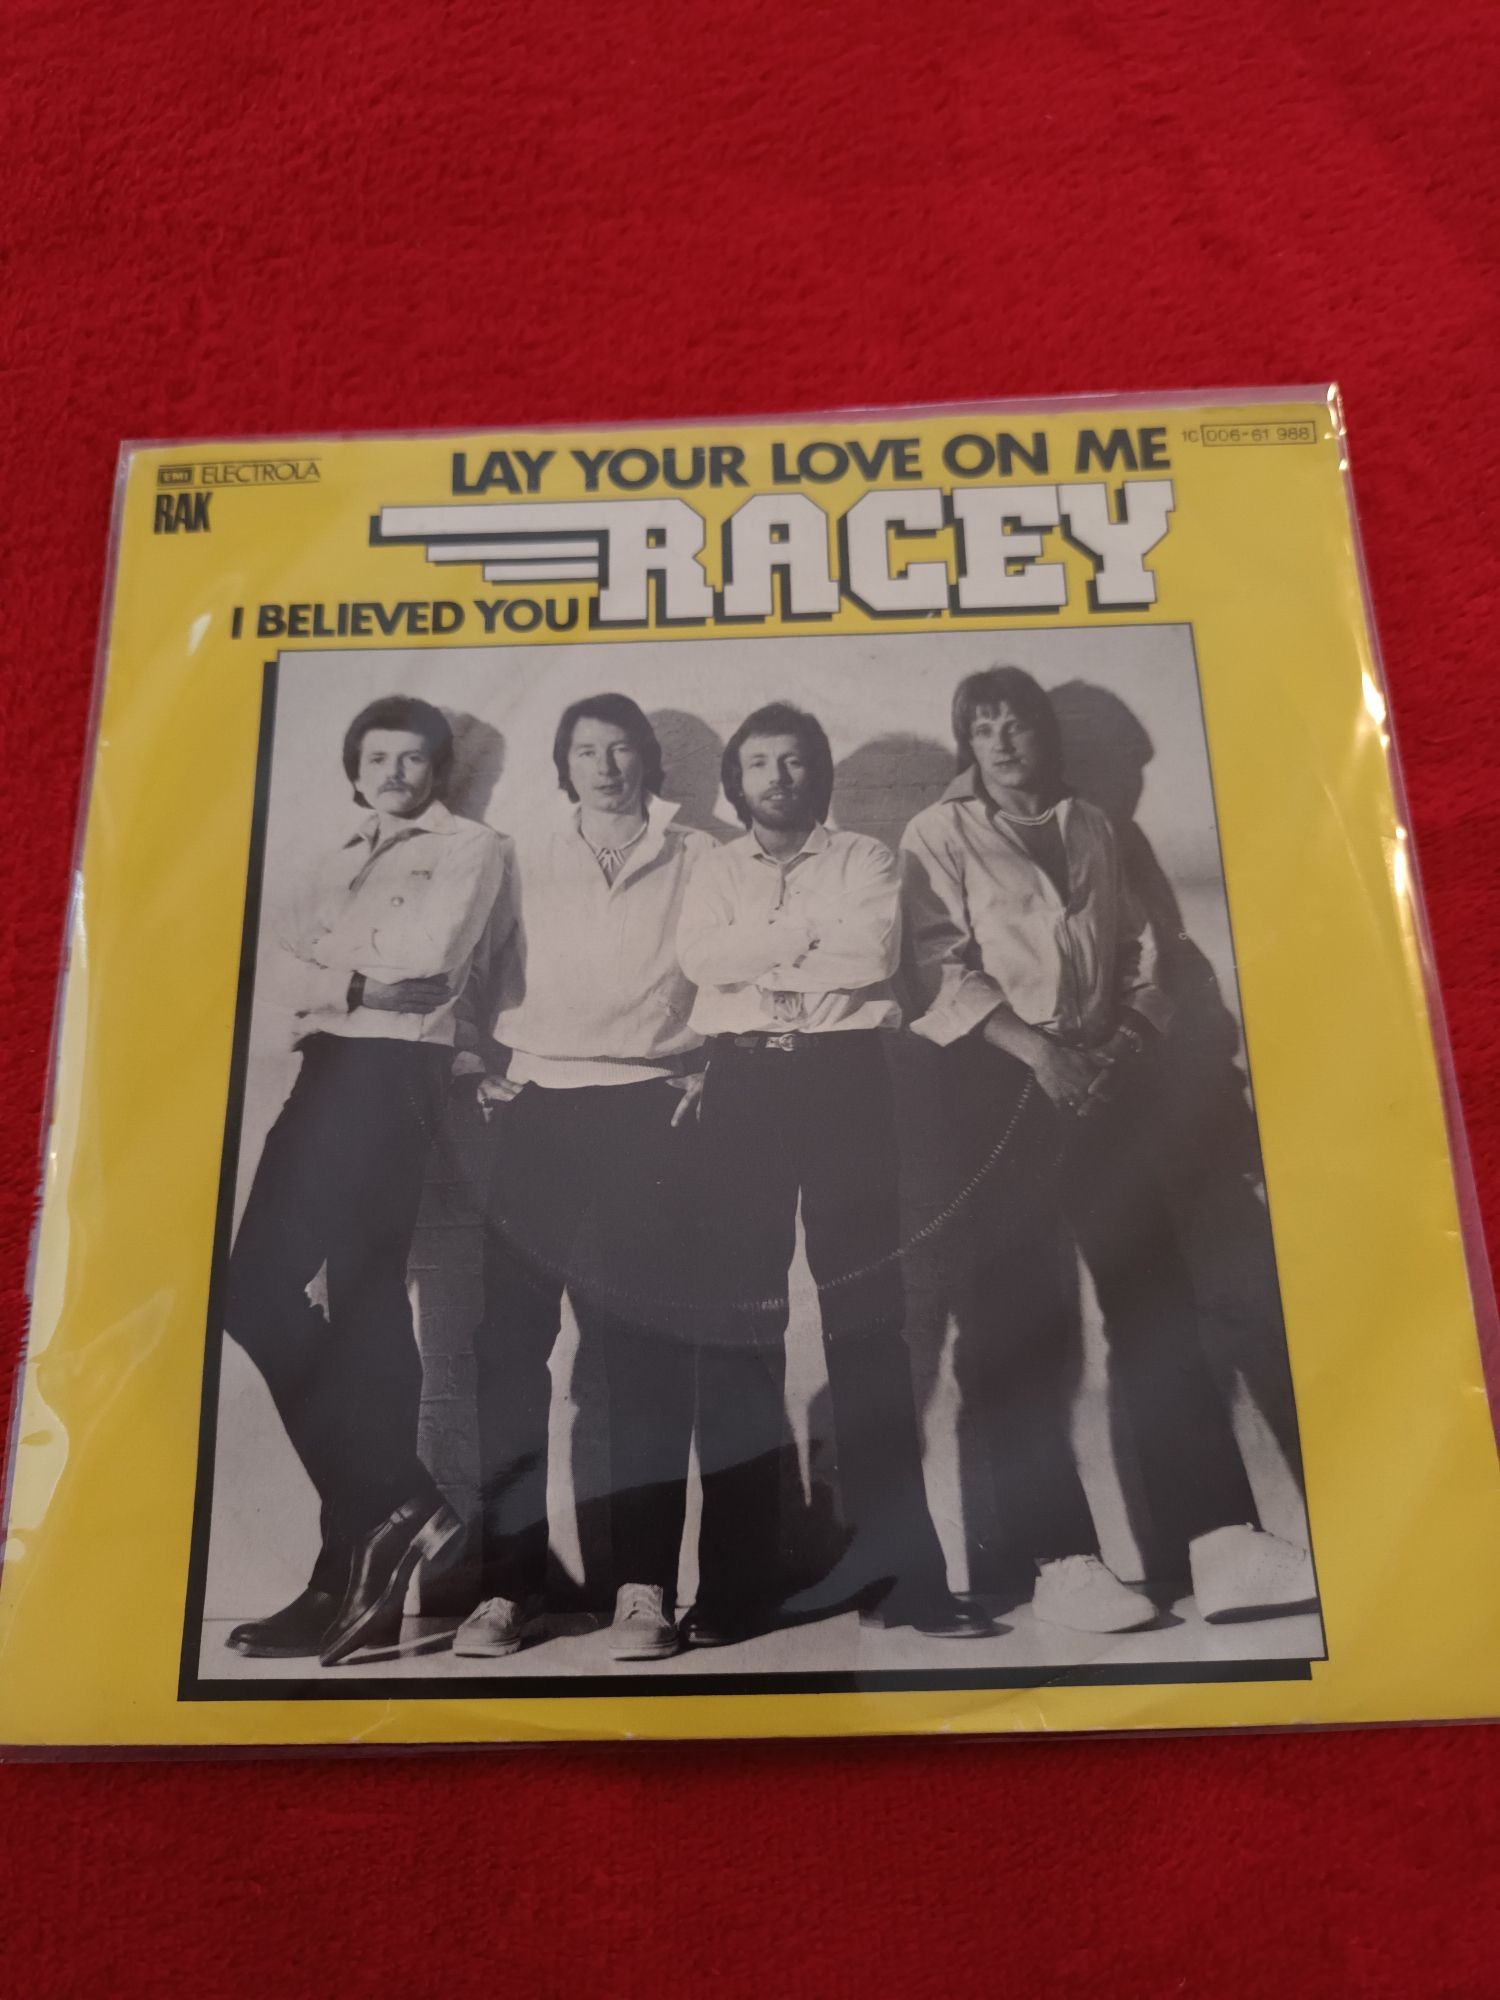 LAY YOUR LOVE ON ME
1C 006-61 988
EMI ELECTROLA
RAK
RACEY
I BELIEVED YOU